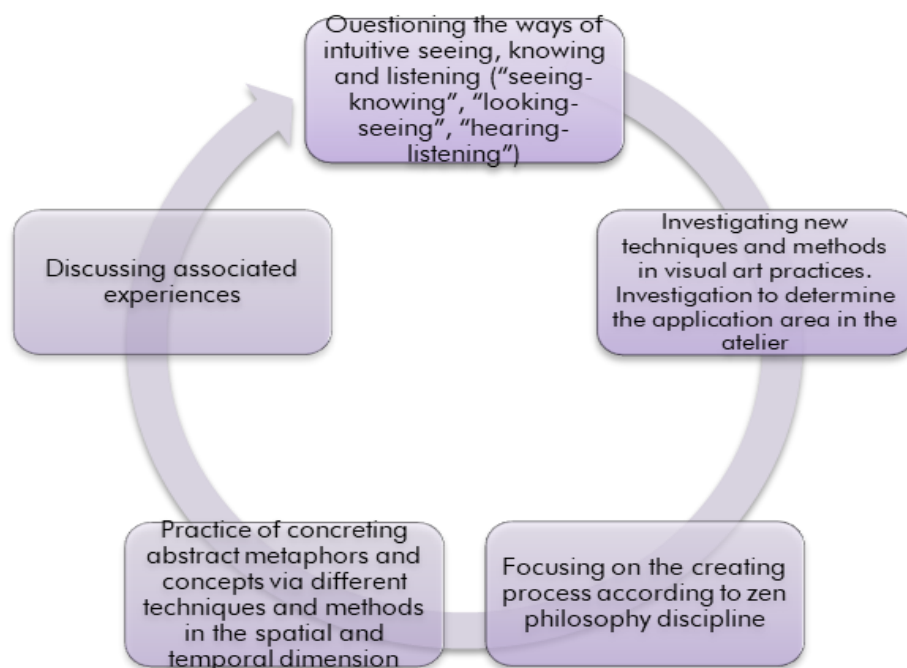 Questioning the ways of
intuitive seeing, knowing
and listening (“seeing-
knowing”, “looking-
seeing”, “hearing-
listening”)
Investigating new
techniques and methods
in visual art practices.
Investigation to determine
the application area in the
atelier
Focusing on the creating
process according to zen
philosophy discipline
Practice of concreting
abstract metaphors and
concepts via different
techniques and methods
in the spatial and
temporal dimension
Discussing associated
experiences